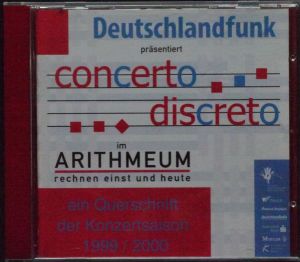 Deutschlandfunk
präsentiert
concerto
discreto
im
ARITHMEUM
rechnen einst und heute
ein Querschnitt
der Konzertsaison
1999 / 2000